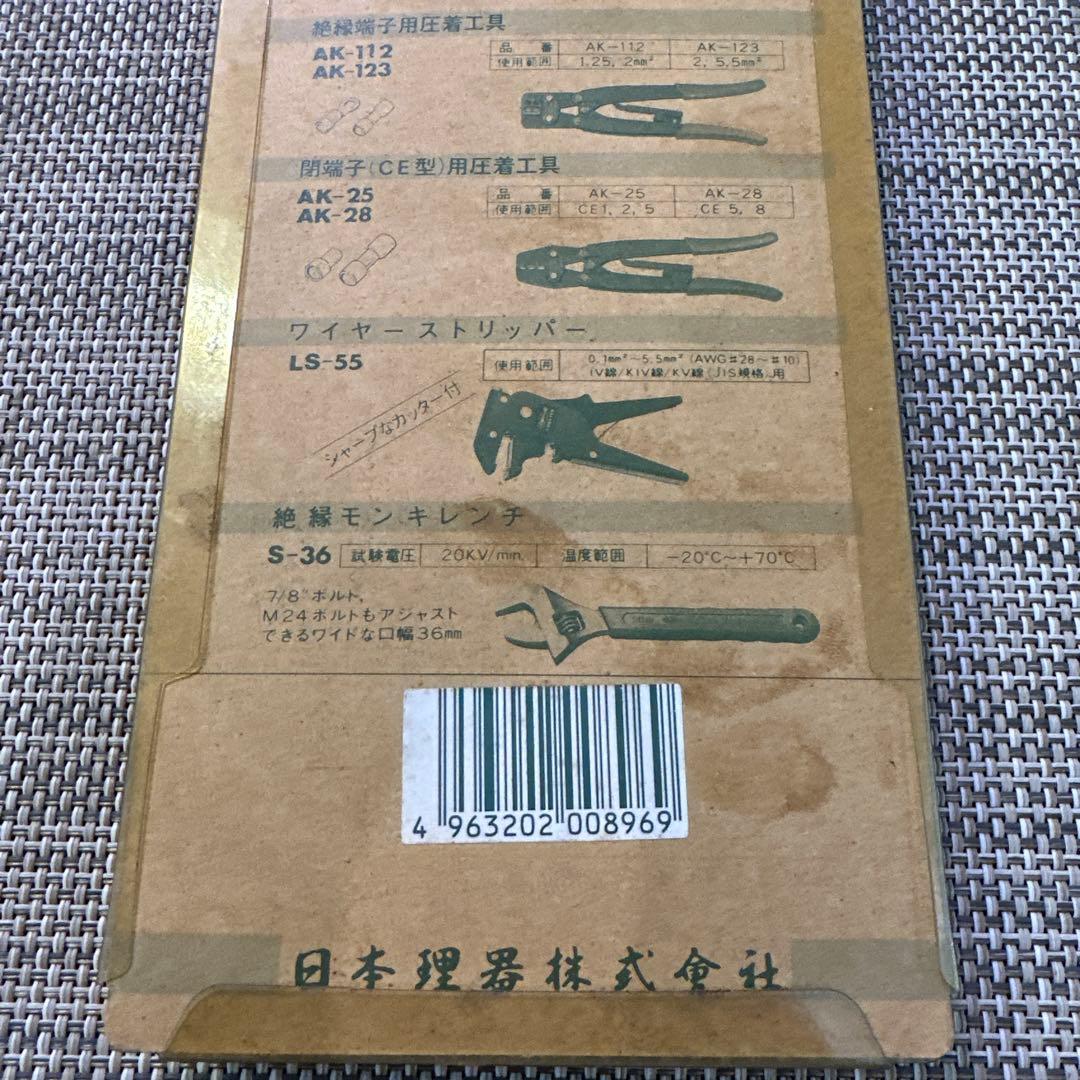 絶縁端子用圧着工具
AK-112
AK-123
品 番 AK-112 AK-123
使用範囲 1.25, 2mm² 2, 5.5mm²
閉端子(CE型)用圧着工具
AK-25
AK-28
品 番 AK-25 AK-28
使用範囲 CE1, 2, 5 CE 5, 8
ワイヤーストリッパー
LS-55
使用範囲 0.1mm²~5.5mm² (AWG#28~#10)
IV線/KIV線/KV線(JIS規格)用
シャープなカッター付
絶縁モンキレンチ
S-36 試験電圧 20KV/min. 温度範囲 -20℃~+70℃
7/8"ボルト,
M24ボルトもアジャスト
できるワイドな口幅36mm
4 963202 008969
日本理器株式會社